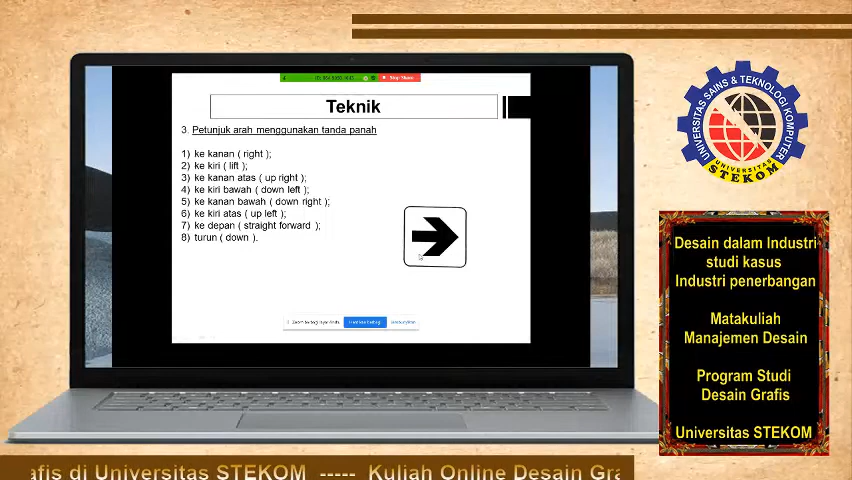 Stop Share
Teknik
3. Petunjuk arah menggunakan tanda panah
1) ke kanan ( right );
2) ke kiri ( lift );
3) ke kanan atas ( up right );
4) ke kiri bawah ( down left );
5) ke kanan bawah ( down right );
6) ke kiri atas ( up left );
7) ke depan ( straight forward );
8) turun ( down ).
UNIVERSITAS SAINS & TEKNOLOGI KOMPUTER
UNIVERSITAS
STEKOM
Desain dalam Industri
studi kasus
Industri penerbangan
Matakuliah
Manajemen Desain
Program Studi
Desain Grafis
Universitas STEKOM
afis di Universitas STEKOM ----- Kuliah Online Desain Gra